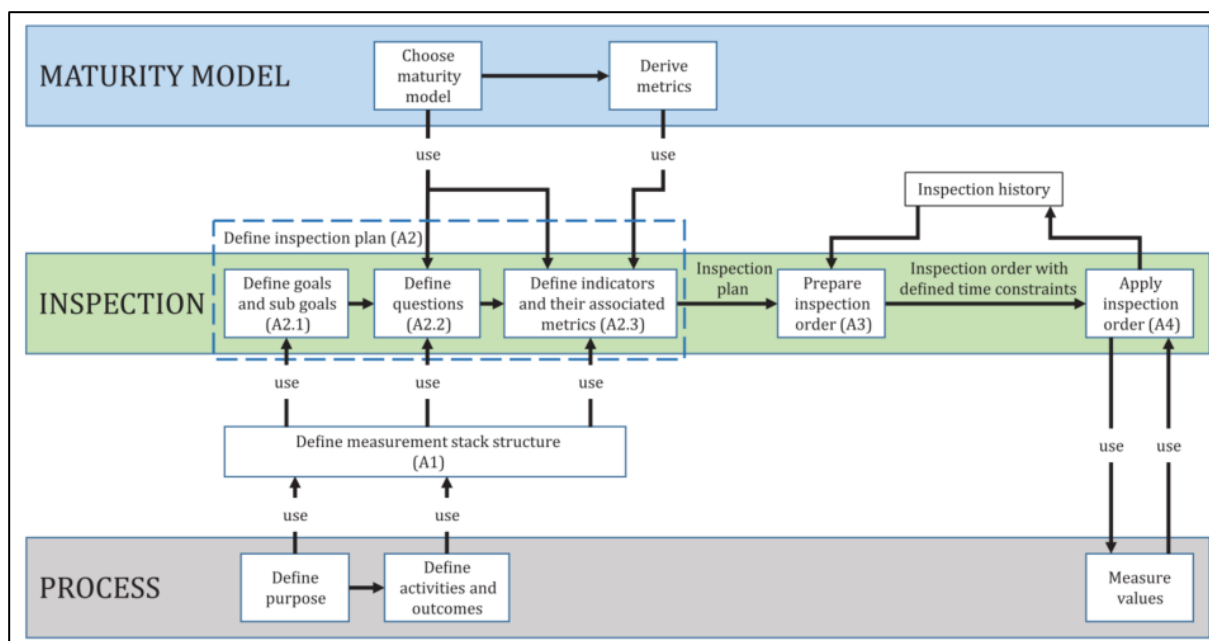 MATURITY MODEL
Choose
maturity
model
Derive
metrics
use
use
Inspection history
Define inspection plan (A2)
INSPECTION
Define goals
and sub goals
(A2.1)
Define
questions
(A2.2)
Define indicators
and their associated
metrics (A2.3)
Inspection
plan
Prepare
inspection
order (A3)
Inspection order with
defined time constraints
Apply
inspection
order (A4)
use
use
use
Define measurement stack structure
(A1)
use
use
use
use
PROCESS
Define
purpose
Define
activities and
outcomes
Measure
values